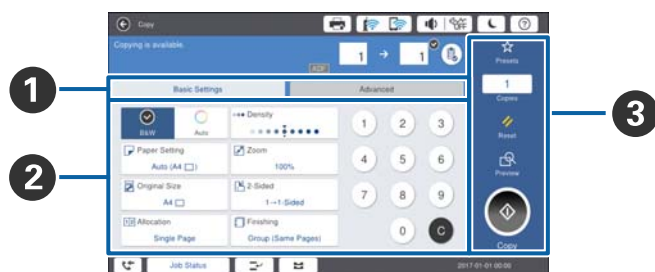 Copy
Copying is available.
1 → 1
ADF
Basic Settings
Advanced
B&W
Auto
Density
Paper Setting
Auto (A4)
Zoom
100%
Original Size
A4
2-Sided
1→1-Sided
Allocation
Single Page
Finishing
Group (Same Pages)
1 2 3
4 5 6
7 8 9
0 C
Presets
1
Copies
Reset
Preview
Copy
Job Status
2017-01-01 00:00
1
2
3
OFF